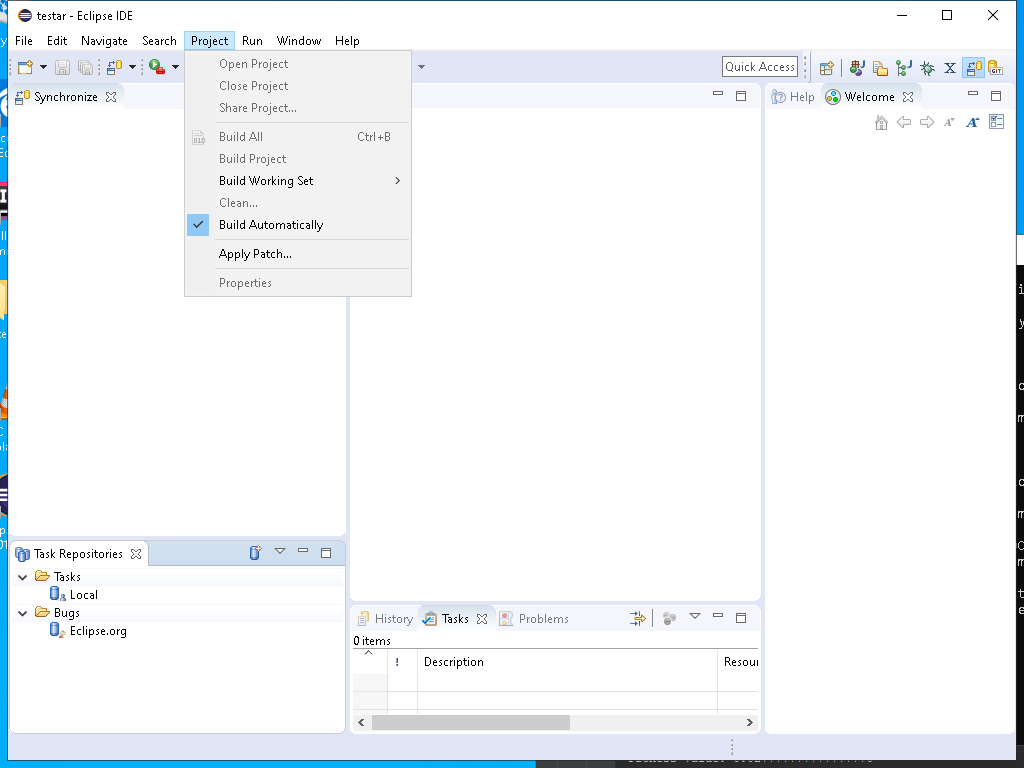 testar - Eclipse IDE
File Edit Navigate Search Project Run Window Help
Open Project
Close Project
Share Project...
Build All Ctrl+B
Build Project
Build Working Set
Clean...
Build Automatically
Apply Patch...
Properties
Quick Access
Synchronize
Help Welcome
Task Repositories
Tasks
Local
Bugs
Eclipse.org
History Tasks Problems
0 items
! Description Resour